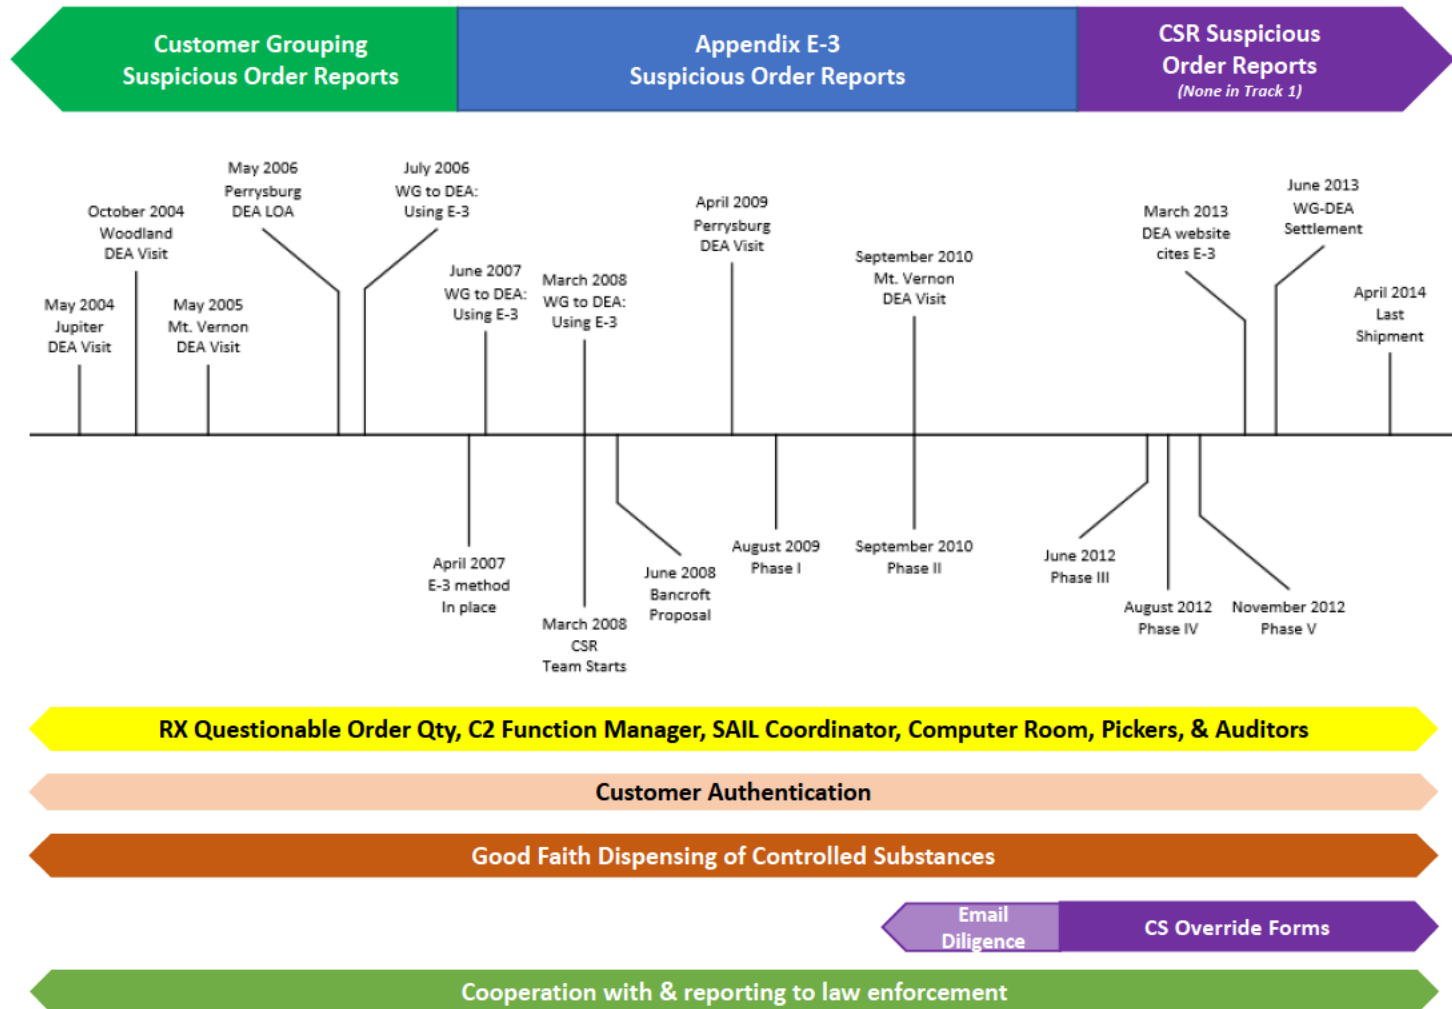 Customer Grouping
Suspicious Order Reports
Appendix E-3
Suspicious Order Reports
CSR Suspicious
Order Reports
(None in Track 1)
May 2004
Jupiter
DEA Visit
October 2004
Woodland
DEA Visit
May 2005
Mt. Vernon
DEA Visit
May 2006
Perrysburg
DEA LOA
July 2006
WG to DEA:
Using E-3
June 2007
WG to DEA:
Using E-3
March 2008
WG to DEA:
Using E-3
April 2009
Perrysburg
DEA Visit
September 2010
Mt. Vernon
DEA Visit
March 2013
DEA website
cites E-3
June 2013
WG-DEA
Settlement
April 2014
Last
Shipment
April 2007
E-3 method
In place
March 2008
CSR
Team Starts
June 2008
Bancroft
Proposal
August 2009
Phase I
September 2010
Phase II
June 2012
Phase III
August 2012
Phase IV
November 2012
Phase V
RX Questionable Order Qty, C2 Function Manager, SAIL Coordinator, Computer Room, Pickers, & Auditors
Customer Authentication
Good Faith Dispensing of Controlled Substances
Email
Diligence
CS Override Forms
Cooperation with & reporting to law enforcement